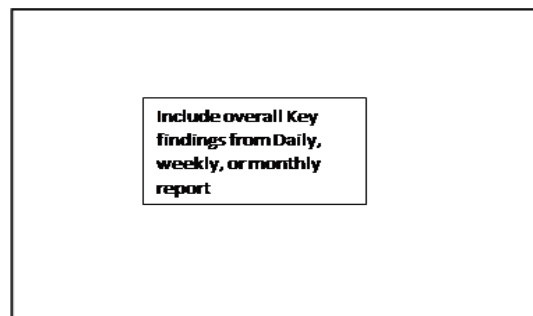 Include overall Key
findings from Daily,
weekly, or monthly
report